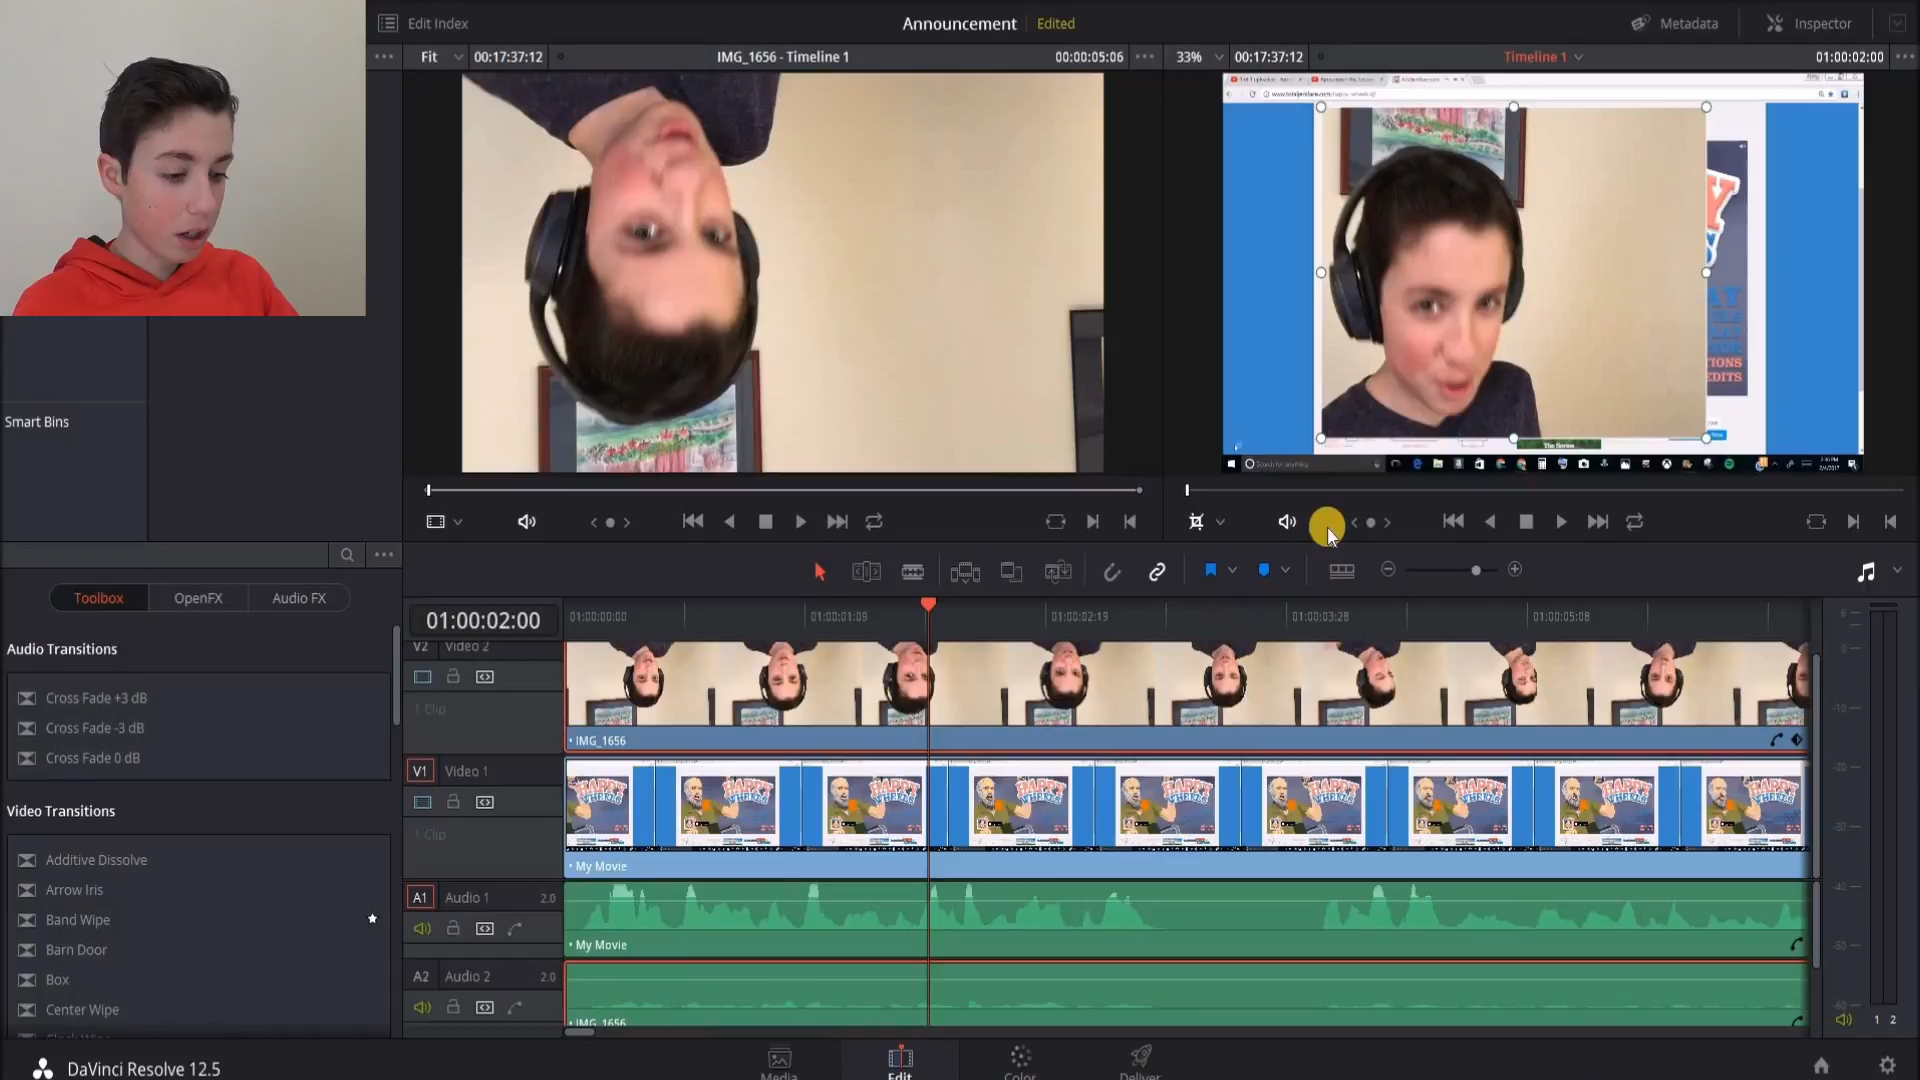 Edit Index
Announcement
Edited
Metadata
Inspector
Fit
00:17:37:12
IMG_1656 - Timeline 1
00:00:05:06
33%
00:17:37:12
Timeline 1
01:00:02:00
Smart Bins
Toolbox
OpenFX
Audio FX
Audio Transitions
Cross Fade +3 dB
Cross Fade -3 dB
Cross Fade 0 dB
Video Transitions
Additive Dissolve
Arrow Iris
Band Wipe
Barn Door
Box
Center Wipe
01:00:02:00
01:00:00:00
01:00:01:09
01:00:02:19
01:00:03:28
01:00:05:08
V2
Video 2
1 Clip
IMG_1656
V1
Video 1
1 Clip
HAPPY
WHEELS
My Movie
A1
Audio 1
2.0
My Movie
A2
Audio 2
2.0
IMG_1656
1 2
DaVinci Resolve 12.5
Media
Edit
Color
Deliver